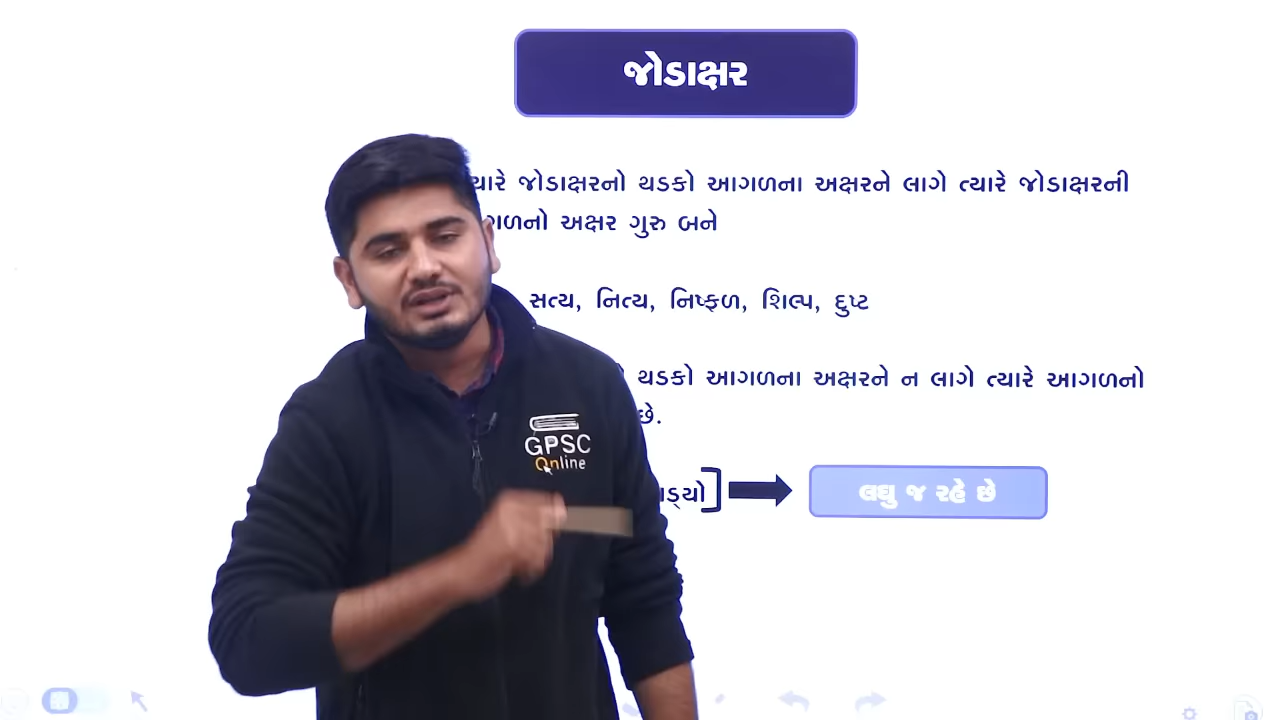 જોડાક્ષર
જોડાક્ષરનો થડકો આગળના અક્ષરને લાગે ત્યારે જોડાક્ષરની
અક્ષર ગુરુ બને
સત્ય, નિત્ય, નિષ્ફળ, શિલ્પ, દુષ્ટ
થડકો આગળના અક્ષરને ન લાગે ત્યારે આગળનો
છે.
લઘુ જ રહે છે
GPSC
Online